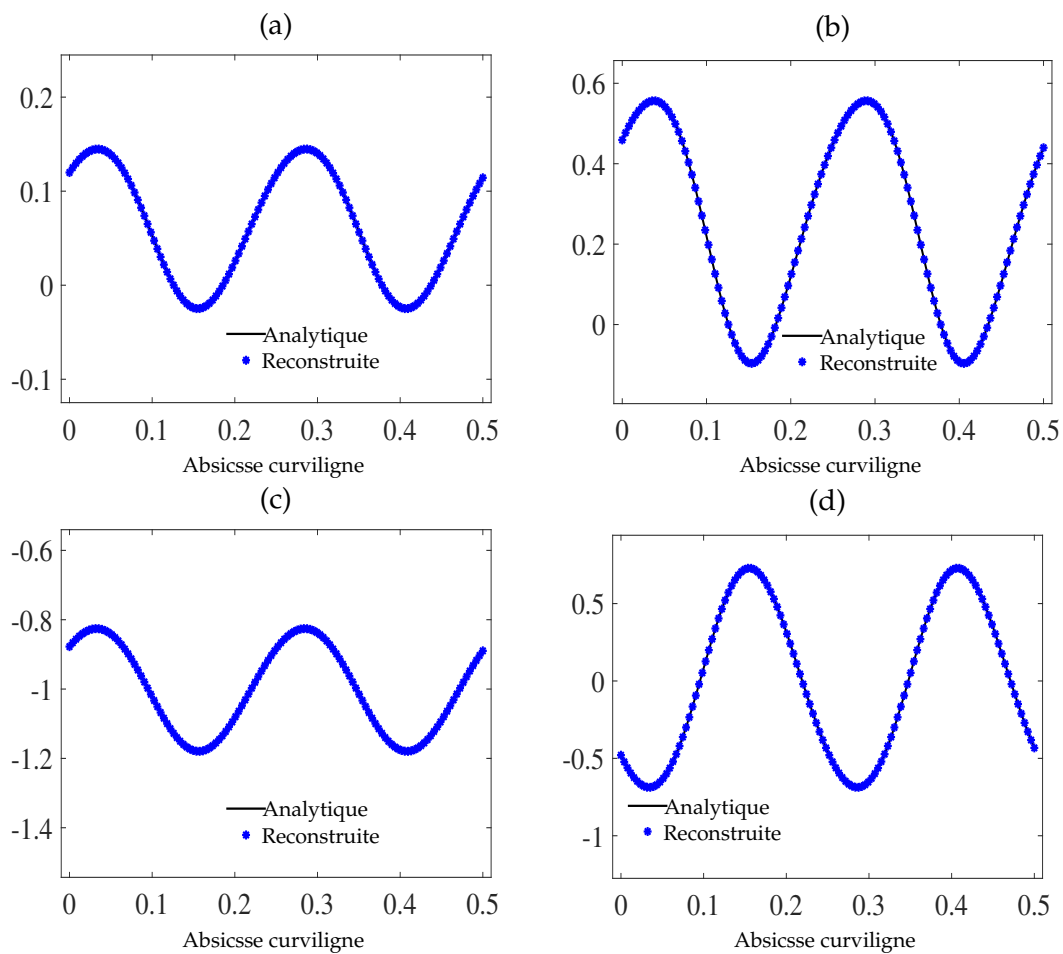 (a)
0.2
0.1
0
-0.1
Analytique
Reconstruite
0 0.1 0.2 0.3 0.4 0.5
Absicsse curviligne
(b)
0.6
0.4
0.2
0
Analytique
Reconstruite
0 0.1 0.2 0.3 0.4 0.5
Absicsse curviligne
(c)
-0.6
-0.8
-1
-1.2
-1.4
Analytique
Reconstruite
0 0.1 0.2 0.3 0.4 0.5
Absicsse curviligne
(d)
0.5
0
-0.5
-1
Analytique
Reconstruite
0 0.1 0.2 0.3 0.4 0.5
Absicsse curviligne